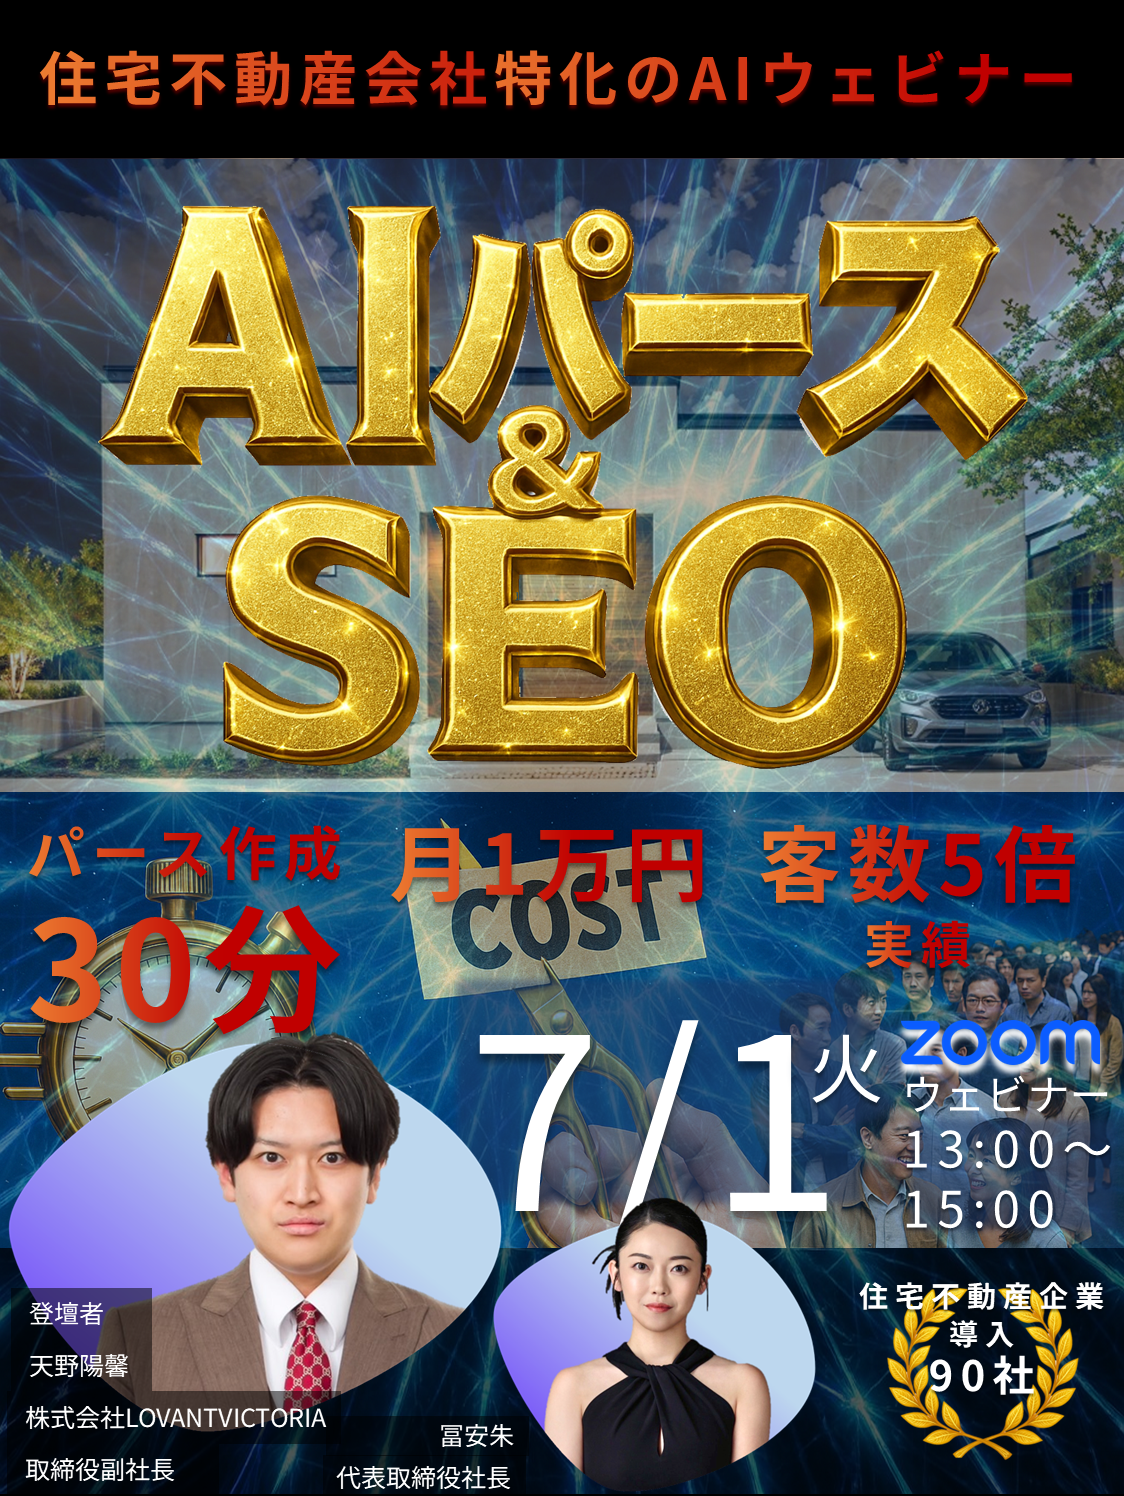 住宅不動産会社特化のAIウェビナー
AIパース
&
SEO
パース作成
30分
月1万円
COST
客数5倍
実績
7/1火
zoom
ウェビナー
13:00～
15:00
登壇者
天野陽馨
株式会社LOVANTVICTORIA
取締役副社長
冨安朱
代表取締役社長
住宅不動産企業
導入
90社